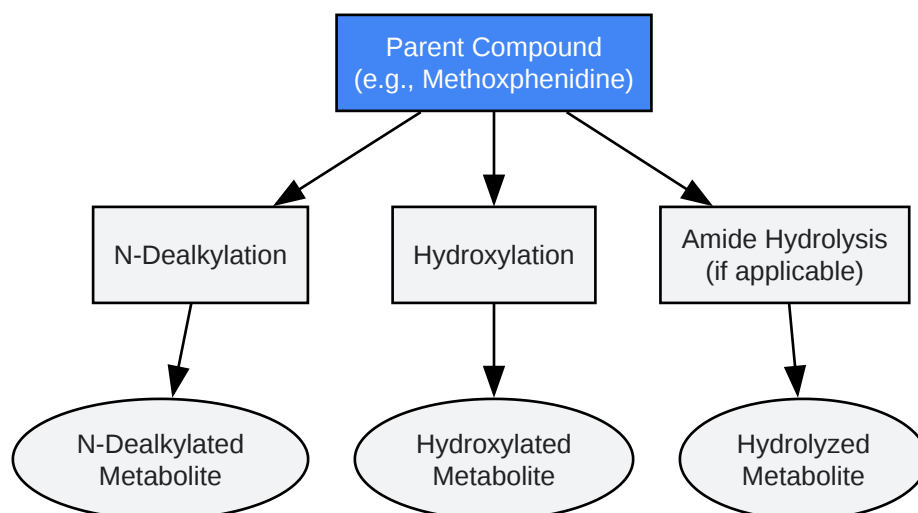 Parent Compound
(e.g., Methoxphenidine)
N-Dealkylation
Hydroxylation
Amide Hydrolysis
(if applicable)
N-Dealkylated
Metabolite
Hydroxylated
Metabolite
Hydrolyzed
Metabolite